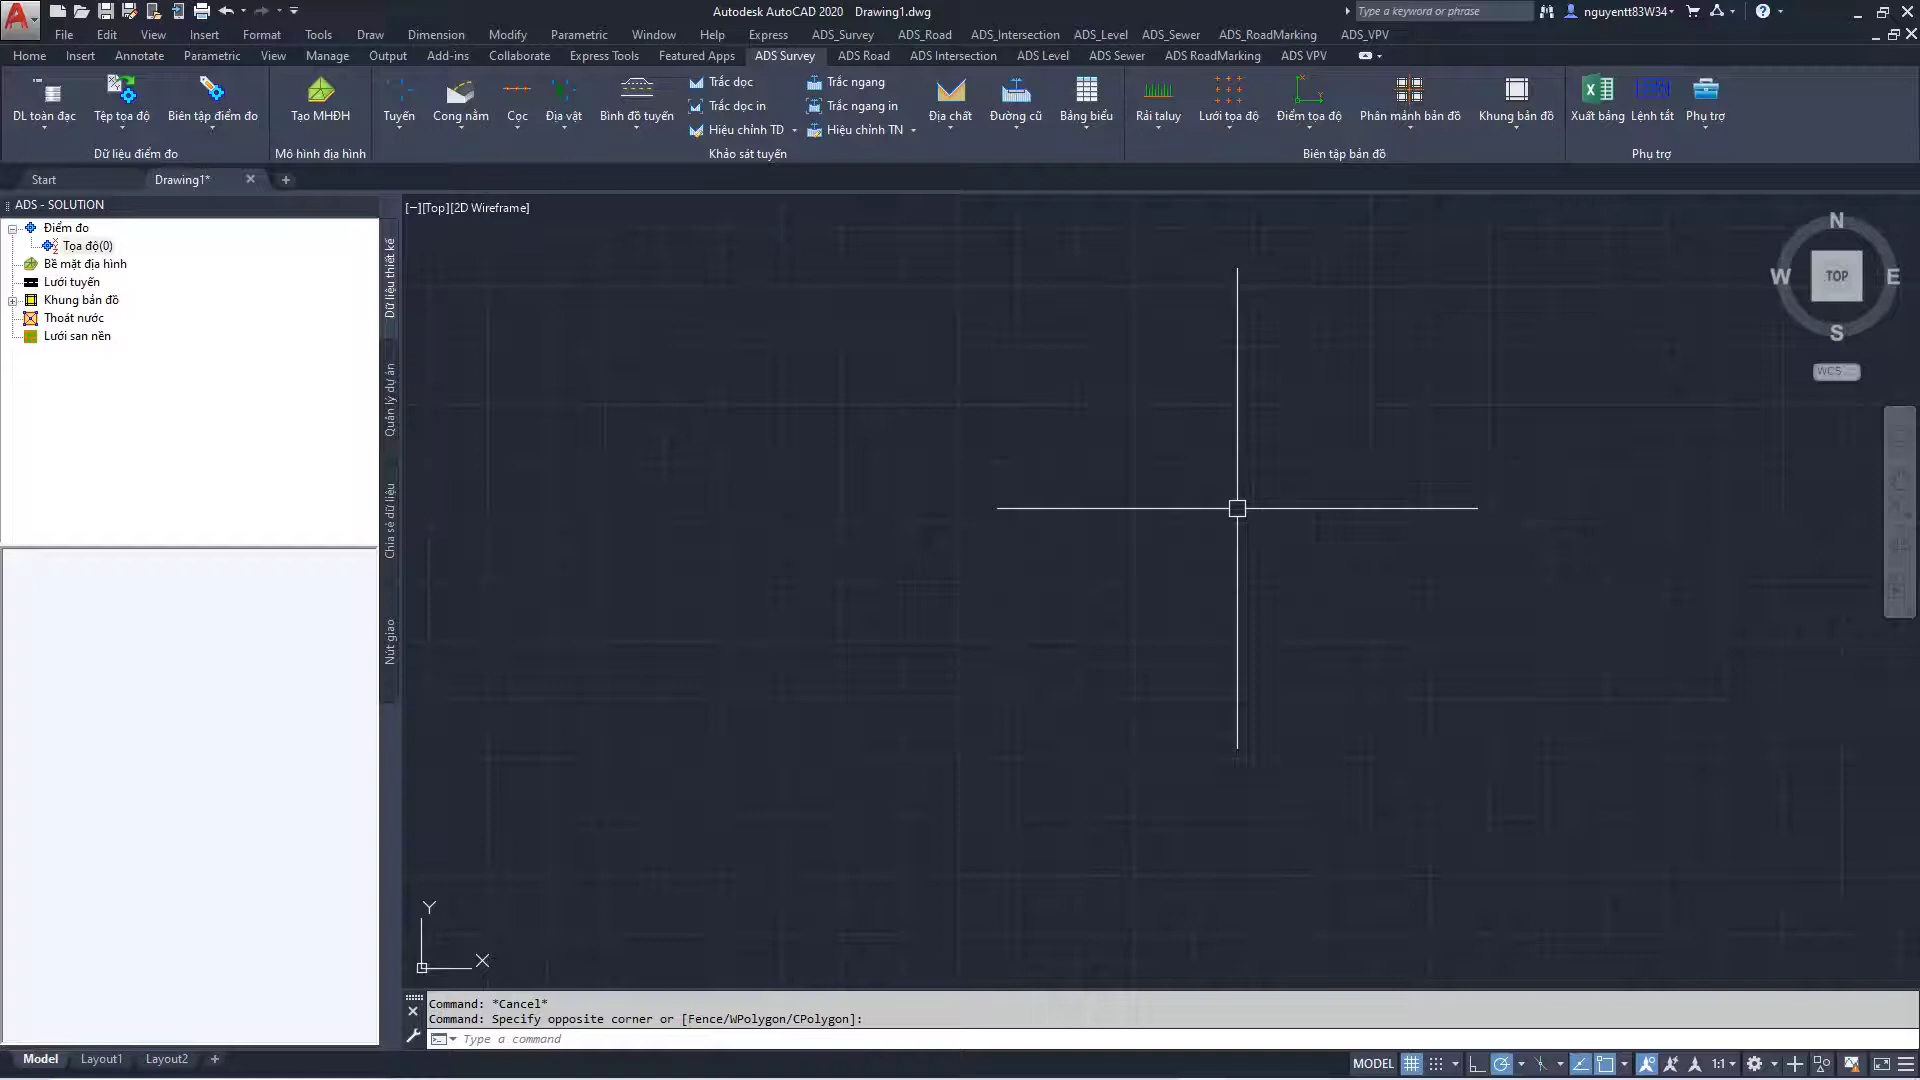 Autodesk AutoCAD 2020 Drawing1.dwg
Type a keyword or phrase
nguyentt83W34
File Edit View Insert Format Tools Draw Dimension Modify Parametric Window Help Express ADS_Survey ADS_Road ADS_Intersection ADS_Level ADS_Sewer ADS_RoadMarking ADS_VPV
Home Insert Annotate Parametric View Manage Output Add-ins Collaborate Express Tools Featured Apps ADS Survey ADS Road ADS Intersection ADS Level ADS Sewer ADS RoadMarking ADS VPV
Trắc dọc Trắc ngang
Trắc dọc in Trắc ngang in
DL toàn đạc Tệp tọa độ Biên tập điểm đo Tạo MHĐH Tuyến Cong nằm Cọc Địa vật Bình đồ tuyến Địa chất Đường cũ Bảng biểu Rải taluy Lưới tọa độ Điểm tọa độ Phân mảnh bản đồ Khung bản đồ Xuất bảng Lệnh tắt Phụ trợ
Hiệu chỉnh TD Hiệu chỉnh TN
Dữ liệu điểm đo Mô hình địa hình Khảo sát tuyến Biên tập bản đồ Phụ trợ
Start Drawing1*
ADS - SOLUTION
[−][Top][2D Wireframe]
Điểm đo
Tọa độ(0)
Bề mặt địa hình
Lưới tuyến
Khung bản đồ
Thoát nước
Lưới san nền
Dữ liệu thiết kế
Quản lý dự án
Chia sẻ dữ liệu
Nút giao
N
W TOP E
S
WCS
Y
X
Command: *Cancel*
Command: Specify opposite corner or [Fence/WPolygon/CPolygon]:
Type a command
Model Layout1 Layout2
MODEL 1:1